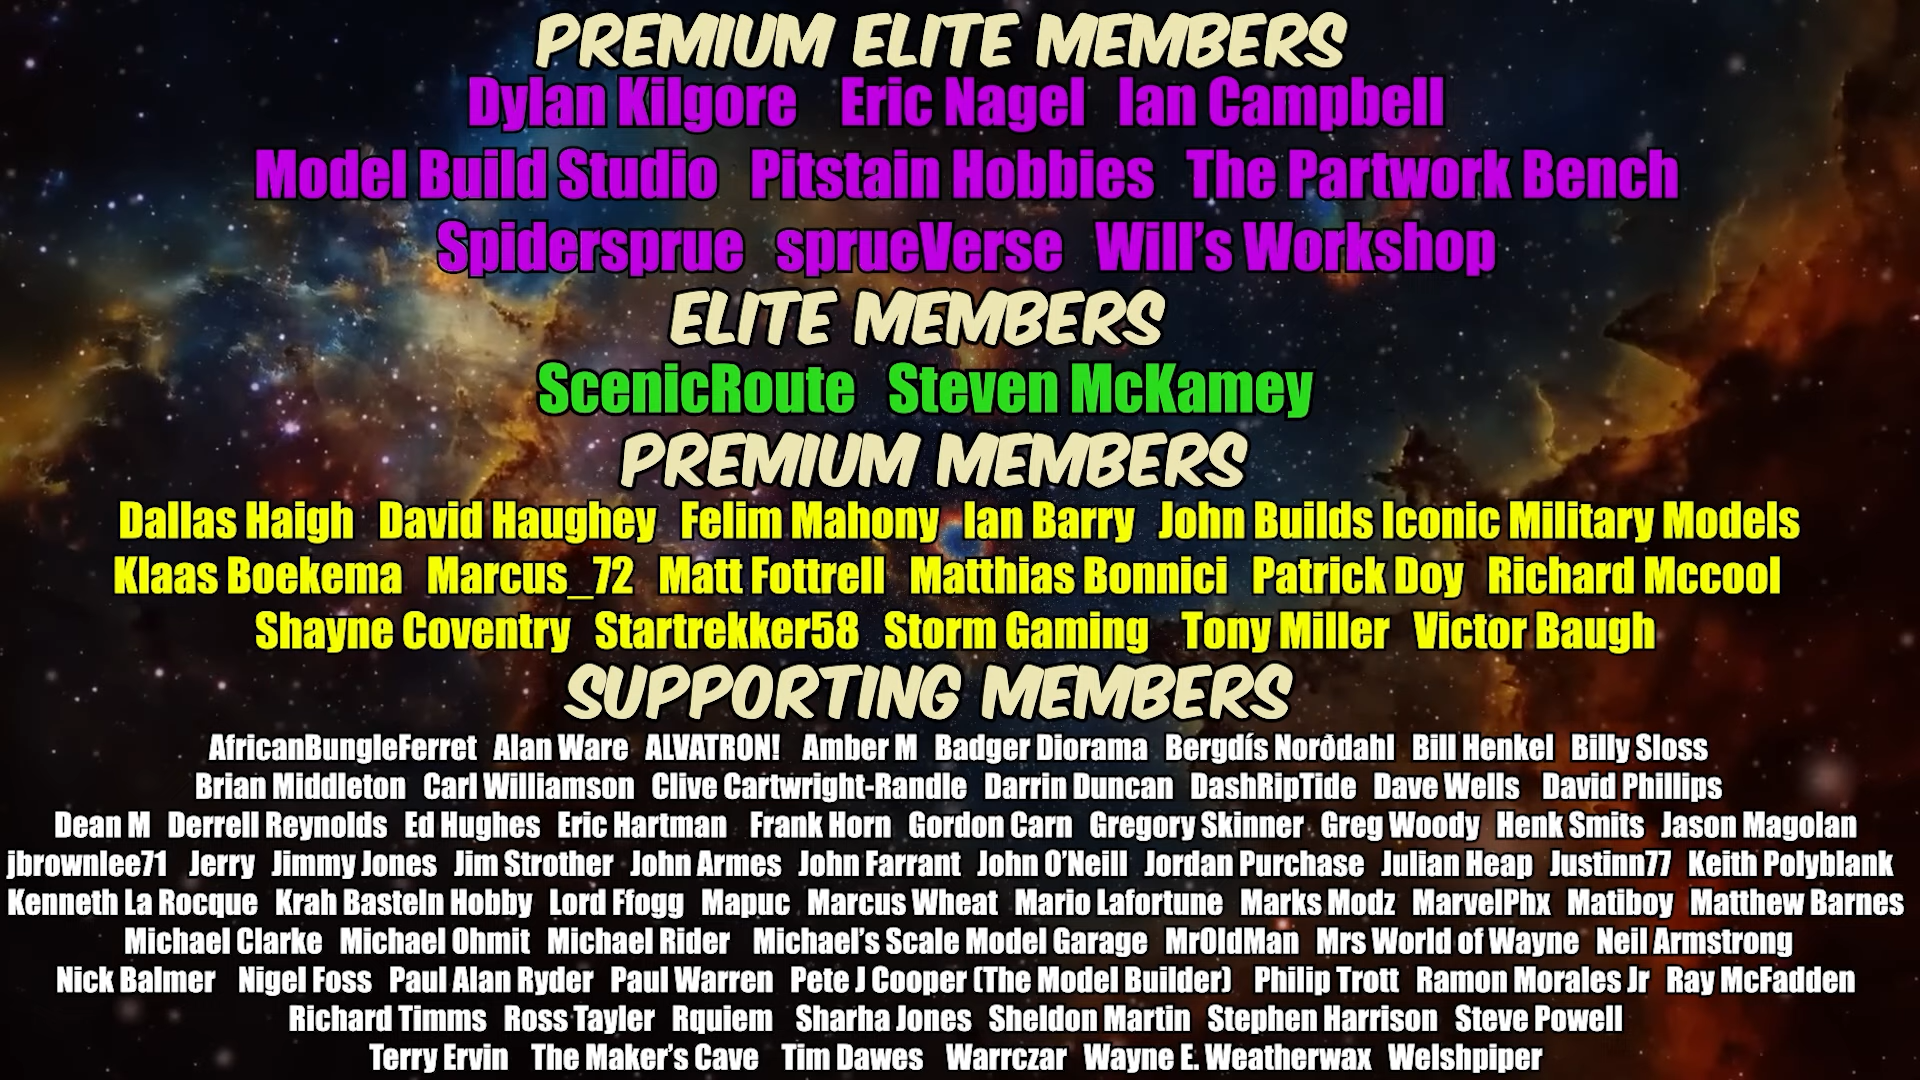 PREMIUM ELITE MEMBERS
Dylan Kilgore Eric Nagel Ian Campbell
Model Build Studio Pitstain Hobbies The Partwork Bench
Spidersprue sprueVerse Will's Workshop
ELITE MEMBERS
ScenicRoute Steven McKamey
PREMIUM MEMBERS
Dallas Haigh David Haughey Felim Mahony Ian Barry John Builds Iconic Military Models
Klaas Boekema Marcus_72 Matt Fottrell Matthias Bonnici Patrick Doy Richard Mccool
Shayne Coventry Startrekker58 Storm Gaming Tony Miller Victor Baugh
SUPPORTING MEMBERS
AfricanBungleFerret Alan Ware ALVATRON! Amber M Badger Diorama Bergdís Norðdahl Bill Henkel Billy Sloss
Brian Middleton Carl Williamson Clive Cartwright-Randle Darrin Duncan DashRipTide Dave Wells David Phillips
Dean M Derrell Reynolds Ed Hughes Eric Hartman Frank Horn Gordon Carn Gregory Skinner Greg Woody Henk Smits Jason Magolan
jbrownlee71 Jerry Jimmy Jones Jim Strother John Armes John Farrant John O'Neill Jordan Purchase Julian Heap Justinn77 Keith Polyblank
Kenneth La Rocque Krah Basteln Hobby Lord Ffogg Mapuc Marcus Wheat Mario Lafortune Marks Modz MarvelPhx Matiboy Matthew Barnes
Michael Clarke Michael Ohmit Michael Rider Michael's Scale Model Garage MrOldMan Mrs World of Wayne Neil Armstrong
Nick Balmer Nigel Foss Paul Alan Ryder Paul Warren Pete J Cooper (The Model Builder) Philip Trott Ramon Morales Jr Ray McFadden
Richard Timms Ross Tayler Rquiem Sharha Jones Sheldon Martin Stephen Harrison Steve Powell
Terry Ervin The Maker's Cave Tim Dawes Warrczar Wayne E. Weatherwax Welshpiper